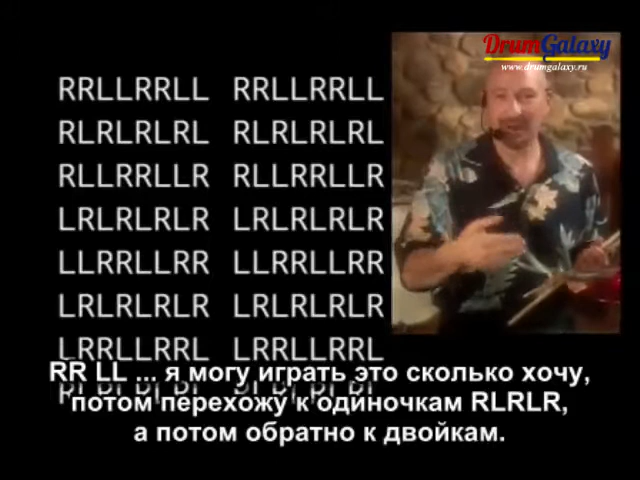 DrumGalaxy
www.drumgalaxy.ru
RRLLRRLL RRLLRRLL
RLRLRLRL RLRLRLRL
RLLRRLLR RLLRRLLR
LRLRLRLR LRLRLRLR
LLRRLLRR LLRRLLRR
LRLRLRLR LRLRLRLR
LRRLLRRL LRRLLRRL
RR LL ... я могу играть это сколько хочу,
потом перехожу к одиночкам RLRLR,
а потом обратно к двойкам.